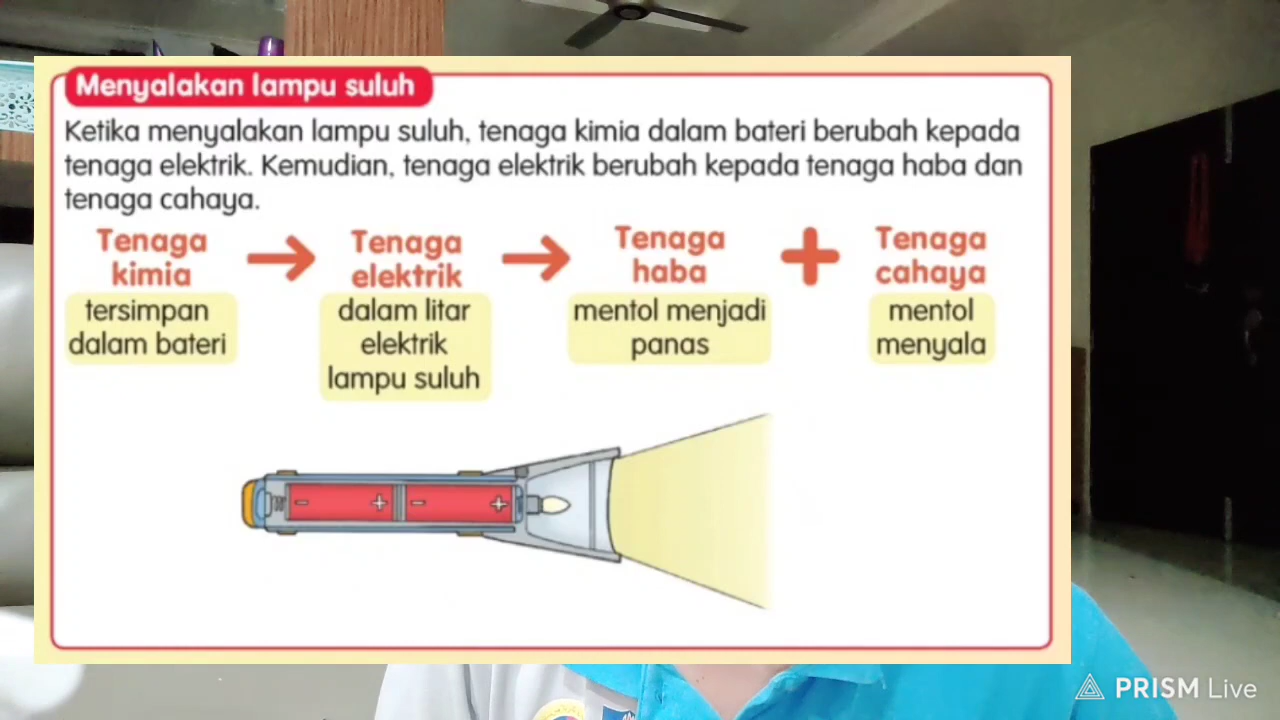 Menyalakan lampu suluh
Ketika menyalakan lampu suluh, tenaga kimia dalam bateri berubah kepada
tenaga elektrik. Kemudian, tenaga elektrik berubah kepada tenaga haba dan
tenaga cahaya.
Tenaga
kimia
tersimpan
dalam bateri
Tenaga
elektrik
dalam litar
elektrik
lampu suluh
Tenaga
haba
mentol menjadi
panas
+
Tenaga
cahaya
mentol
menyala
- + - +
PRISM Live